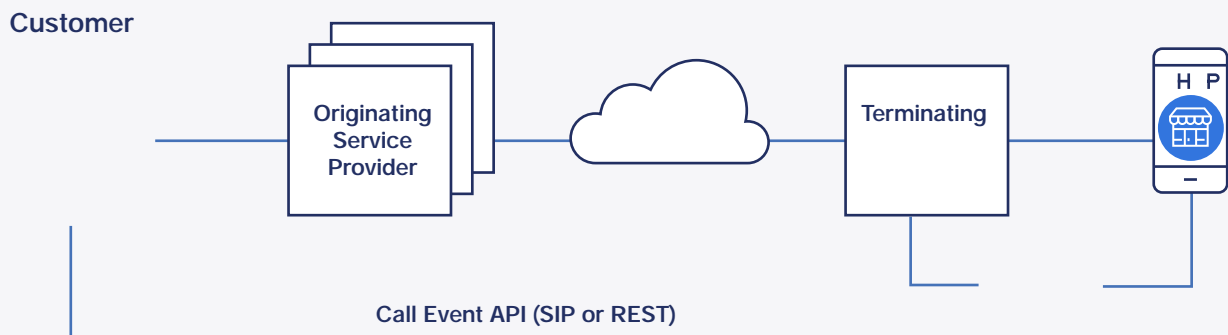 Customer
Originating
Service
Provider
Terminating
H P
Call Event API (SIP or REST)